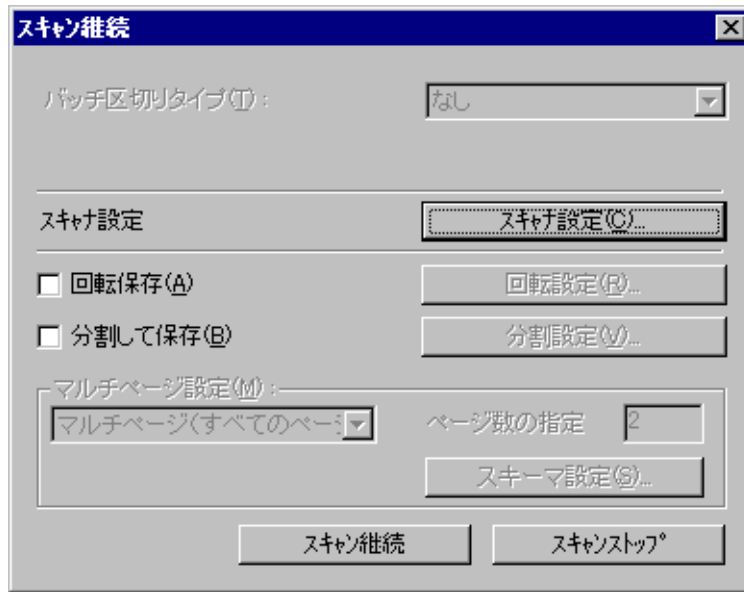 スキャン継続
バッチ区切りタイプ(T):
なし
スキャナ設定
スキャナ設定(C)...
回転保存(A)
回転設定(R)...
分割して保存(B)
分割設定(V)...
マルチページ設定(M):
マルチページ(すべてのペー
ページ数の指定
2
スキーマ設定(S)...
スキャン継続
スキャンストップ